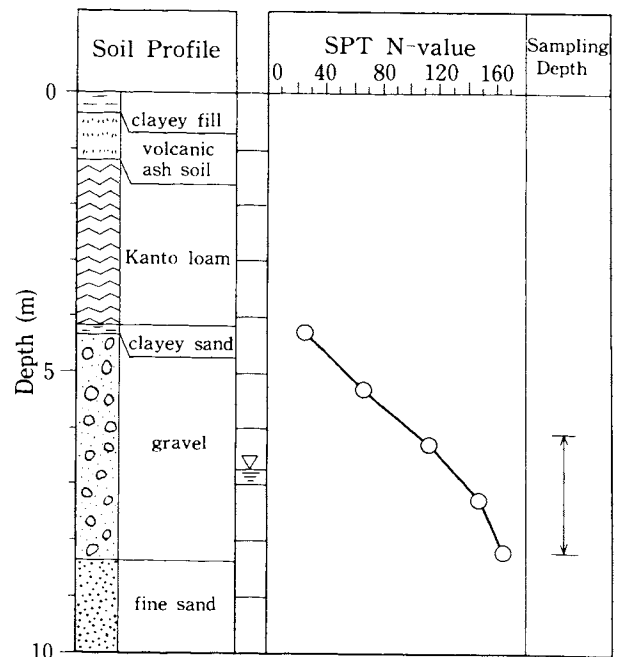 Soil Profile
SPT N-value
0 40 80 120 160
Sampling
Depth
0
clayey fill
volcanic
ash soil
Kanto loam
clayey sand
Depth (m)
5
gravel
fine sand
10